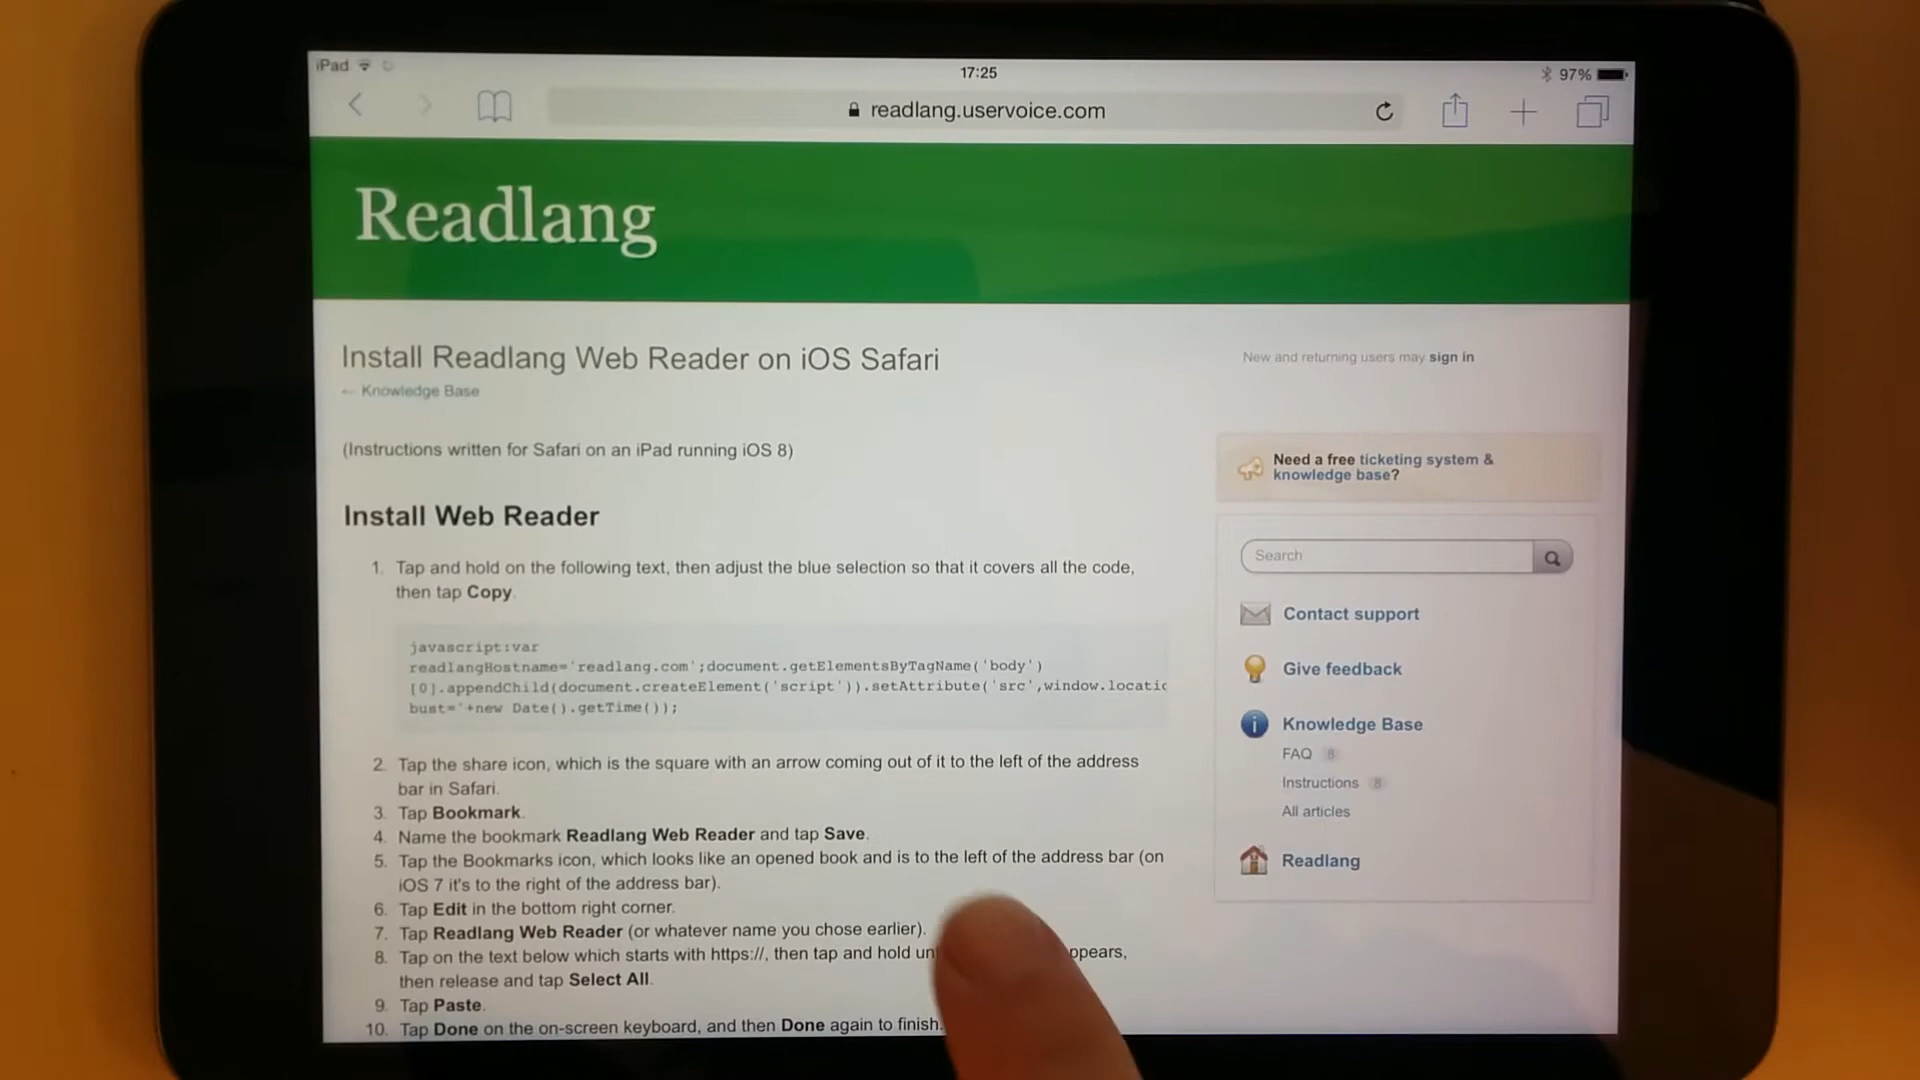 iPad
17:25
97%
readlang.uservoice.com
Readlang
Install Readlang Web Reader on iOS Safari
← Knowledge Base
New and returning users may sign in
(Instructions written for Safari on an iPad running iOS 8)
Install Web Reader
1. Tap and hold on the following text, then adjust the blue selection so that it covers all the code,
then tap Copy.
javascript:var
readlangHostname='readlang.com';document.getElementsByTagName('body')
[0].appendChild(document.createElement('script')).setAttribute('src',window.locatio
bust='+new Date().getTime());
2. Tap the share icon, which is the square with an arrow coming out of it to the left of the address
bar in Safari.
3. Tap Bookmark.
4. Name the bookmark Readlang Web Reader and tap Save.
5. Tap the Bookmarks icon, which looks like an opened book and is to the left of the address bar (on
iOS 7 it's to the right of the address bar).
6. Tap Edit in the bottom right corner.
7. Tap Readlang Web Reader (or whatever name you chose earlier).
8. Tap on the text below which starts with https://, then tap and hold un ppears,
then release and tap Select All.
9. Tap Paste.
10. Tap Done on the on-screen keyboard, and then Done again to finish.
Need a free ticketing system &
knowledge base?
Search
Contact support
Give feedback
Knowledge Base
FAQ 8
Instructions 8
All articles
Readlang